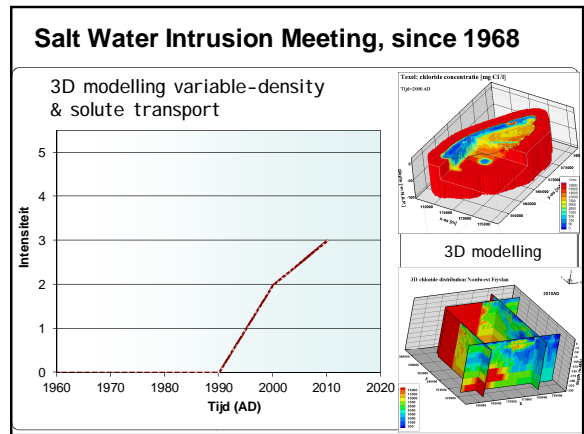 Salt Water Intrusion Meeting, since 1968
3D modelling variable-density
& solute transport
Intensiteit
5
4
3
2
1
0
1960 1970 1980 1990 2000 2010 2020
Tijd (AD)
Texel: chloride concentratie [mg Cl/l]
Tijd=2000 AD
3D modelling
3D chloride distribution Nordwest Fryslan
2010AD